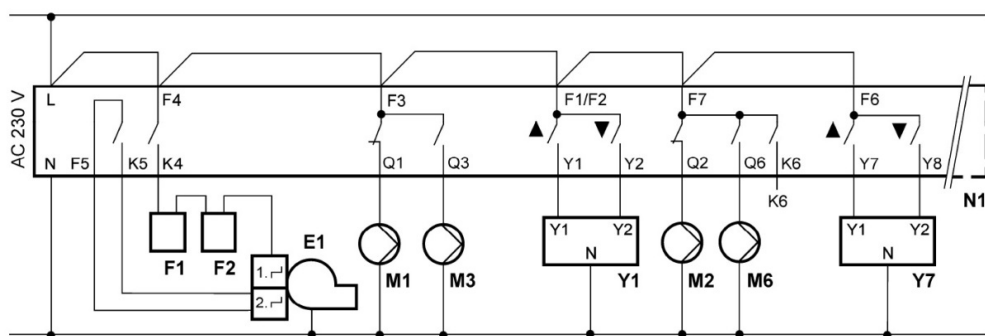 AC 230 V
L F4 F3 F1/F2 F7 F6
N F5 K5 K4 Q1 Q3 Y1 Y2 Q2 Q6 K6 Y7 Y8
K6 N1
Y1 Y2 Y1 Y2
N N
F1 F2 E1 M1 M3 Y1 M2 M6 Y7
1.
2.